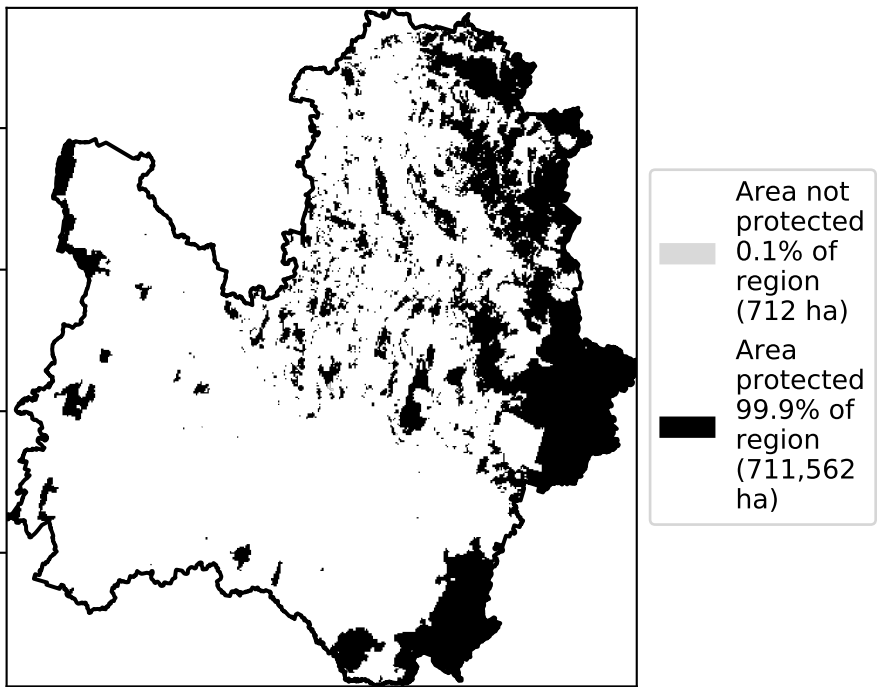 Area not
protected
0.1% of
region
(712 ha)
Area
protected
99.9% of
region
(711,562
ha)